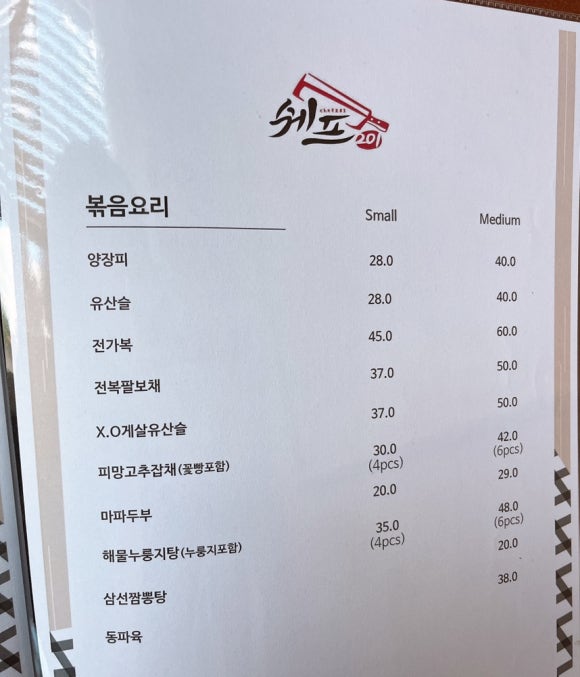 쉐프 201
볶음요리 Small Medium
양장피 28.0 40.0
유산슬 28.0 40.0
전가복 45.0 60.0
전복팔보채 37.0 50.0
X.O게살유산슬 37.0 50.0
피망고추잡채(꽃빵포함) 30.0 42.0
(4pcs) (6pcs)
마파두부 20.0 29.0
해물누룽지탕(누룽지포함) 35.0 48.0
(4pcs) (6pcs)
삼선짬뽕탕 20.0
동파육 38.0